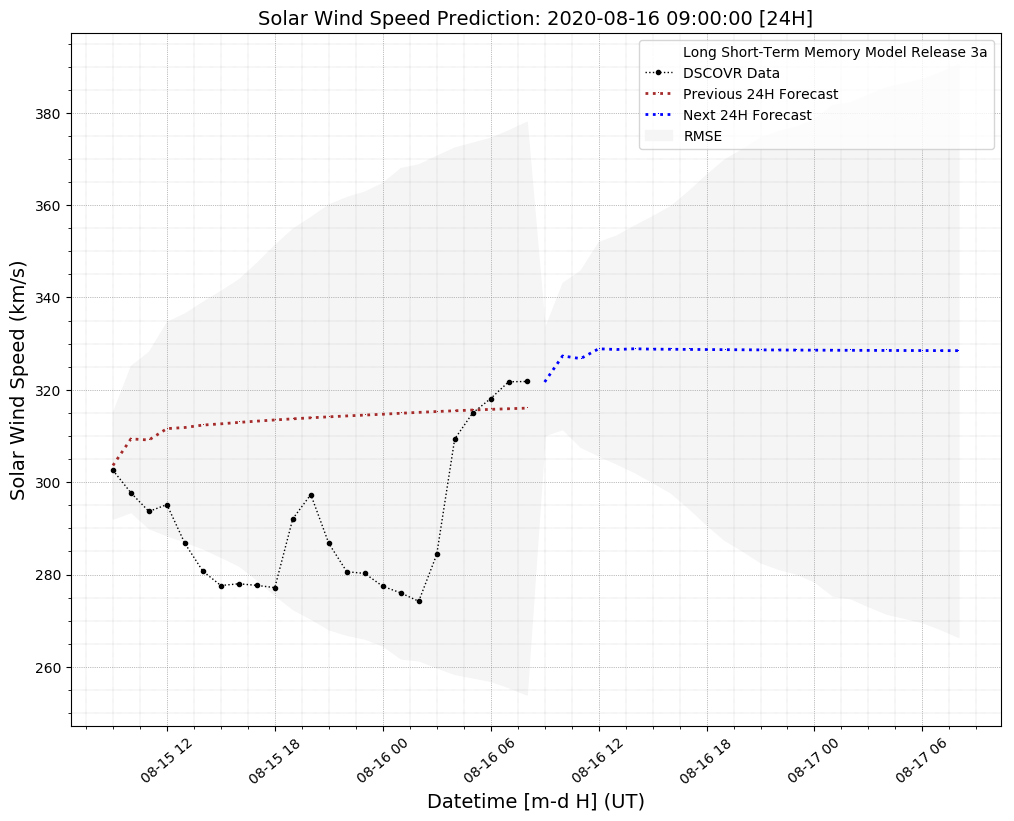 Solar Wind Speed Prediction: 2020-08-16 09:00:00 [24H]
Long Short-Term Memory Model Release 3a
DSCOVR Data
Previous 24H Forecast
Next 24H Forecast
RMSE
Solar Wind Speed (km/s)
380
360
340
320
300
280
260
08-15 12
08-15 18
08-16 00
08-16 06
08-16 12
08-16 18
08-17 00
08-17 06
Datetime [m-d H] (UT)